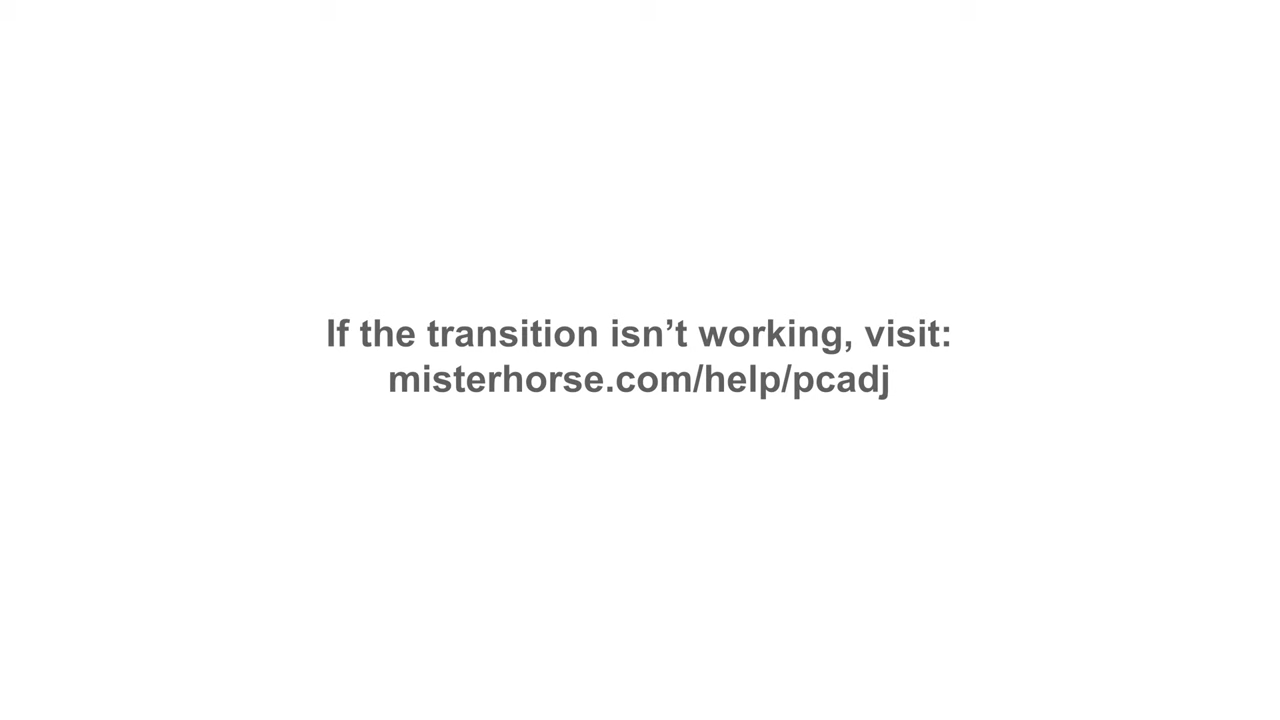 If the transition isn’t working, visit:
misterhorse.com/help/pcadj